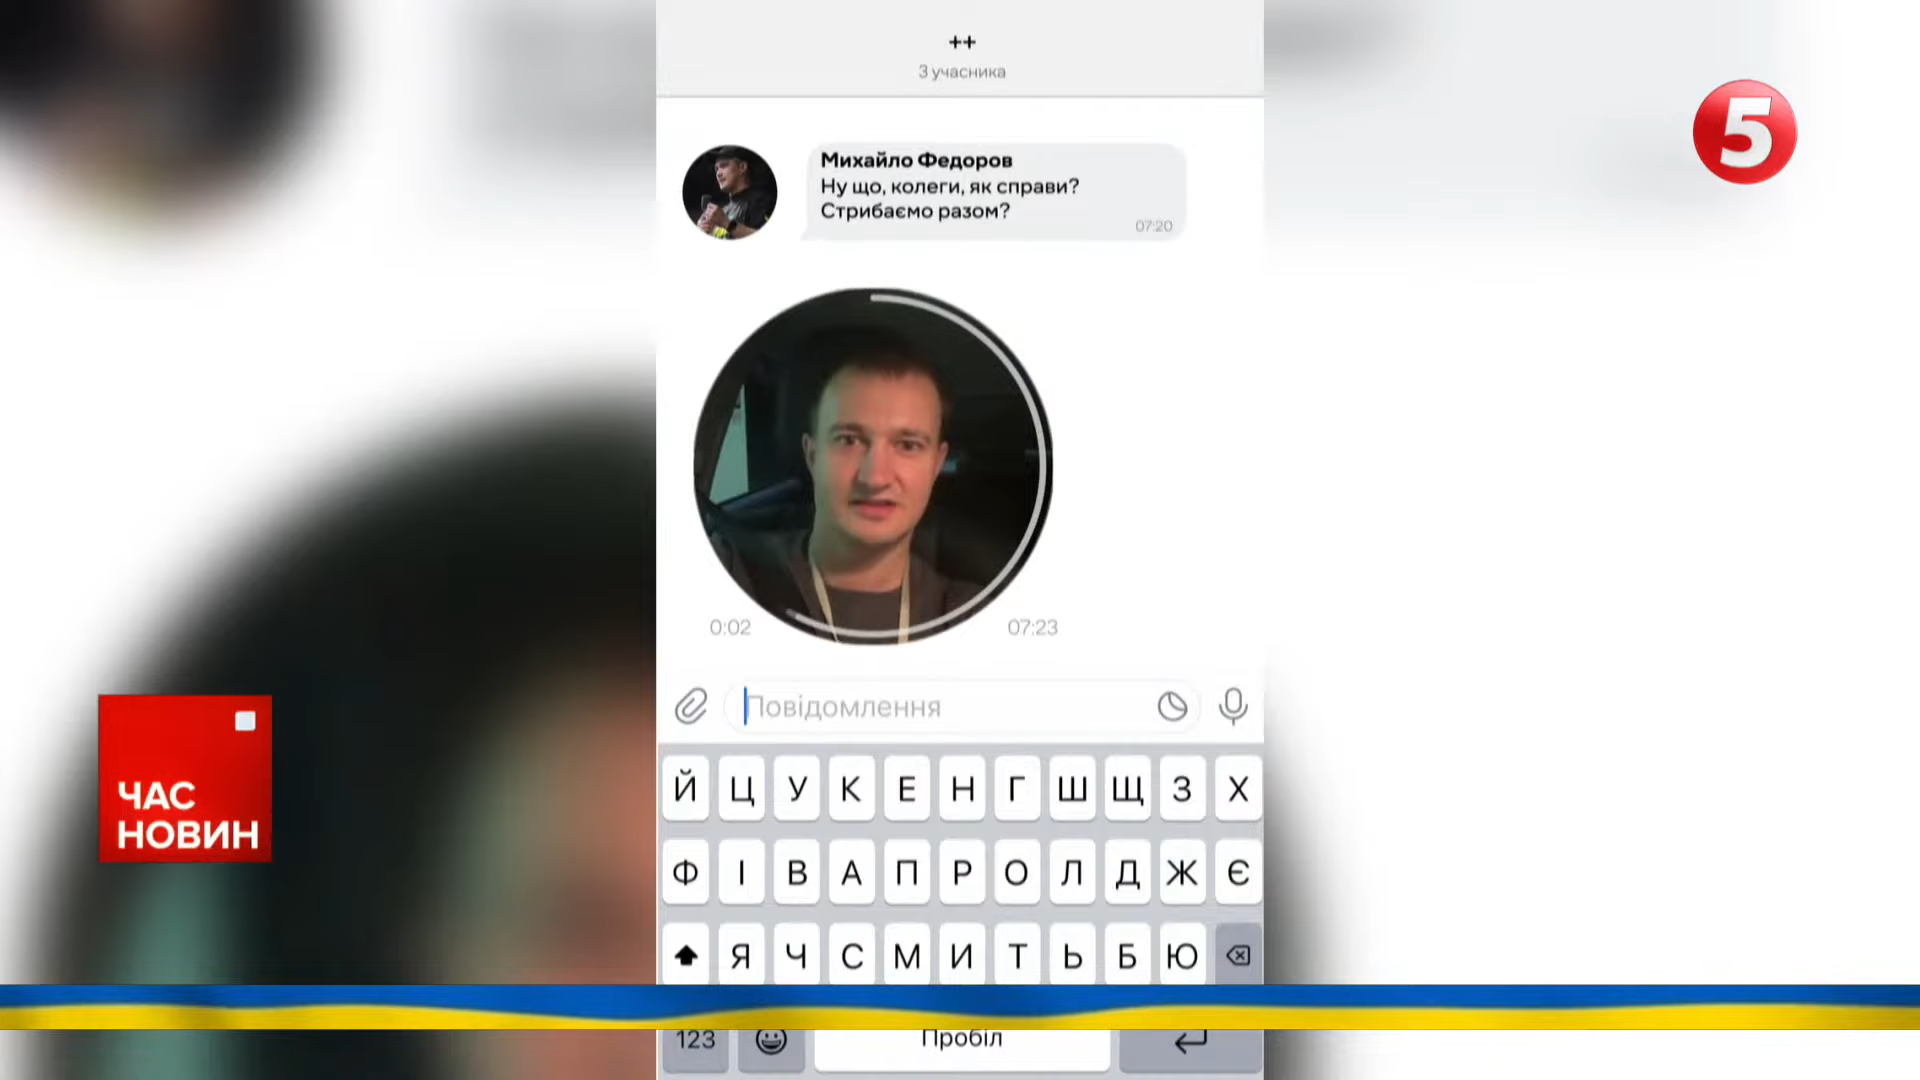 ++
3 учасника
5
Михайло Федоров
Ну що, колеги, як справи?
Стрибаємо разом?
07:20
0:02
07:23
Повідомлення
Й Ц У К Е Н Г Ш Щ З Х
Ф І В А П Р О Л Д Ж Є
Я Ч С М И Т Ь Б Ю
123
Пробіл
ЧАС
НОВИН